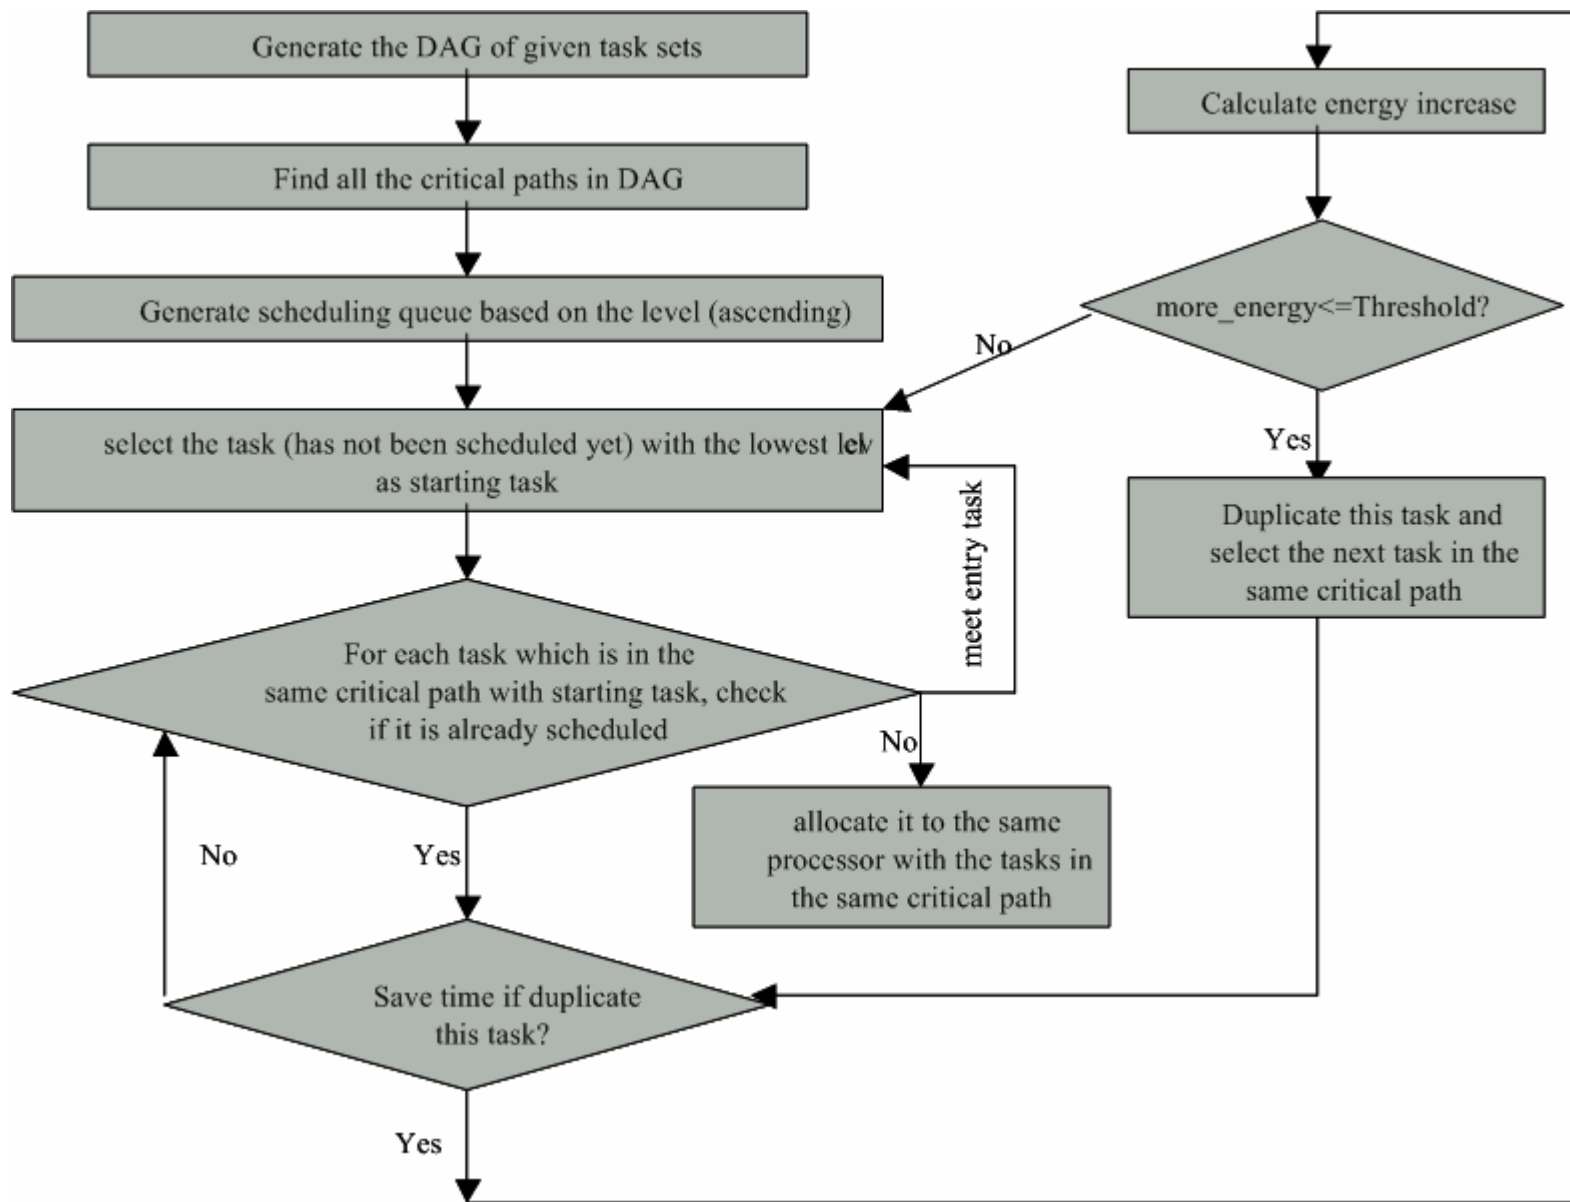 Generate the DAG of given task sets
Find all the critical paths in DAG
Generate scheduling queue based on the level (ascending)
select the task (has not been scheduled yet) with the lowest lev
as starting task
For each task which is in the
same critical path with starting task, check
if it is already scheduled
meet entry task
No
allocate it to the same
processor with the tasks in
the same critical path
No
Yes
Save time if duplicate
this task?
Yes
Calculate energy increase
more_energy<=Threshold?
No
Yes
Duplicate this task and
select the next task in the
same critical path